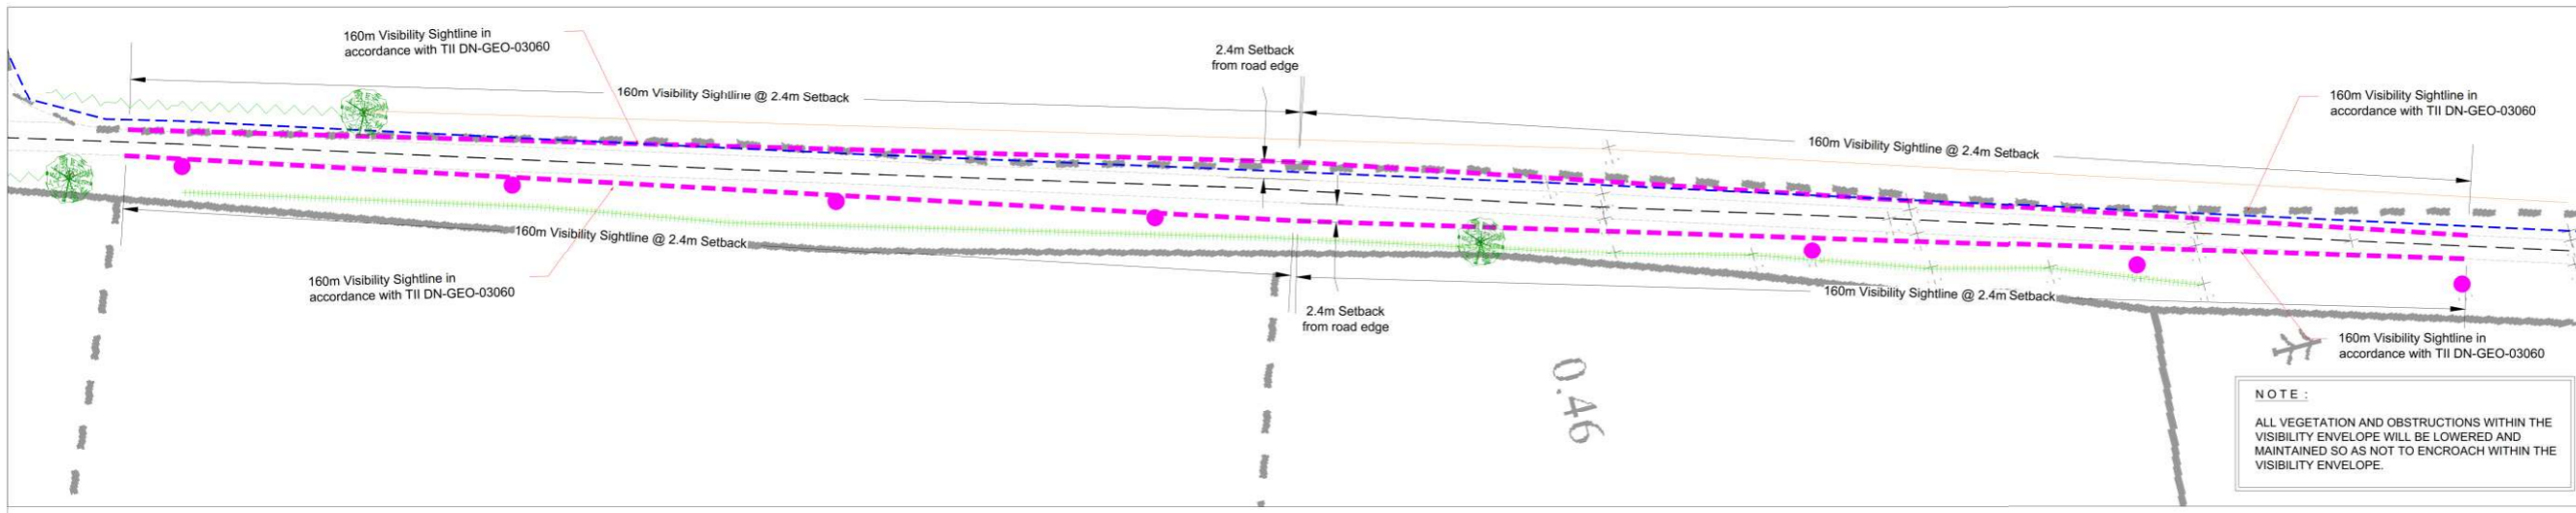 160m Visibility Sightline in
accordance with TII DN-GEO-03060
160m Visibility Sightline @ 2.4m Setback
2.4m Setback
from road edge
160m Visibility Sightline @ 2.4m Setback
160m Visibility Sightline in
accordance with TII DN-GEO-03060
160m Visibility Sightline @ 2.4m Setback
160m Visibility Sightline in
accordance with TII DN-GEO-03060
2.4m Setback
from road edge
160m Visibility Sightline @ 2.4m Setback
160m Visibility Sightline in
accordance with TII DN-GEO-03060
0.46
NOTE :
ALL VEGETATION AND OBSTRUCTIONS WITHIN THE
VISIBILITY ENVELOPE WILL BE LOWERED AND
MAINTAINED SO AS NOT TO ENCROACH WITHIN THE
VISIBILITY ENVELOPE.